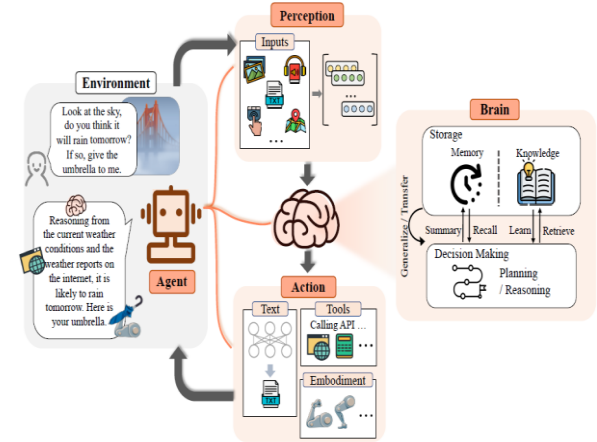 Perception
Inputs
TXT
...
Environment
Look at the sky,
do you think it
will rain tomorrow?
If so, give the
umbrella to me.
Reasoning from
the current weather
conditions and the
weather reports on
the internet, it is
likely to rain
tomorrow. Here is
your umbrella.
Agent
Action
Text
TXT
Tools
Calling API ...
...
Embodiment
...
Brain
Storage
Memory
Knowledge
Generalize / Transfer
Summary
Recall
Learn
Retrieve
Decision Making
Planning
/ Reasoning